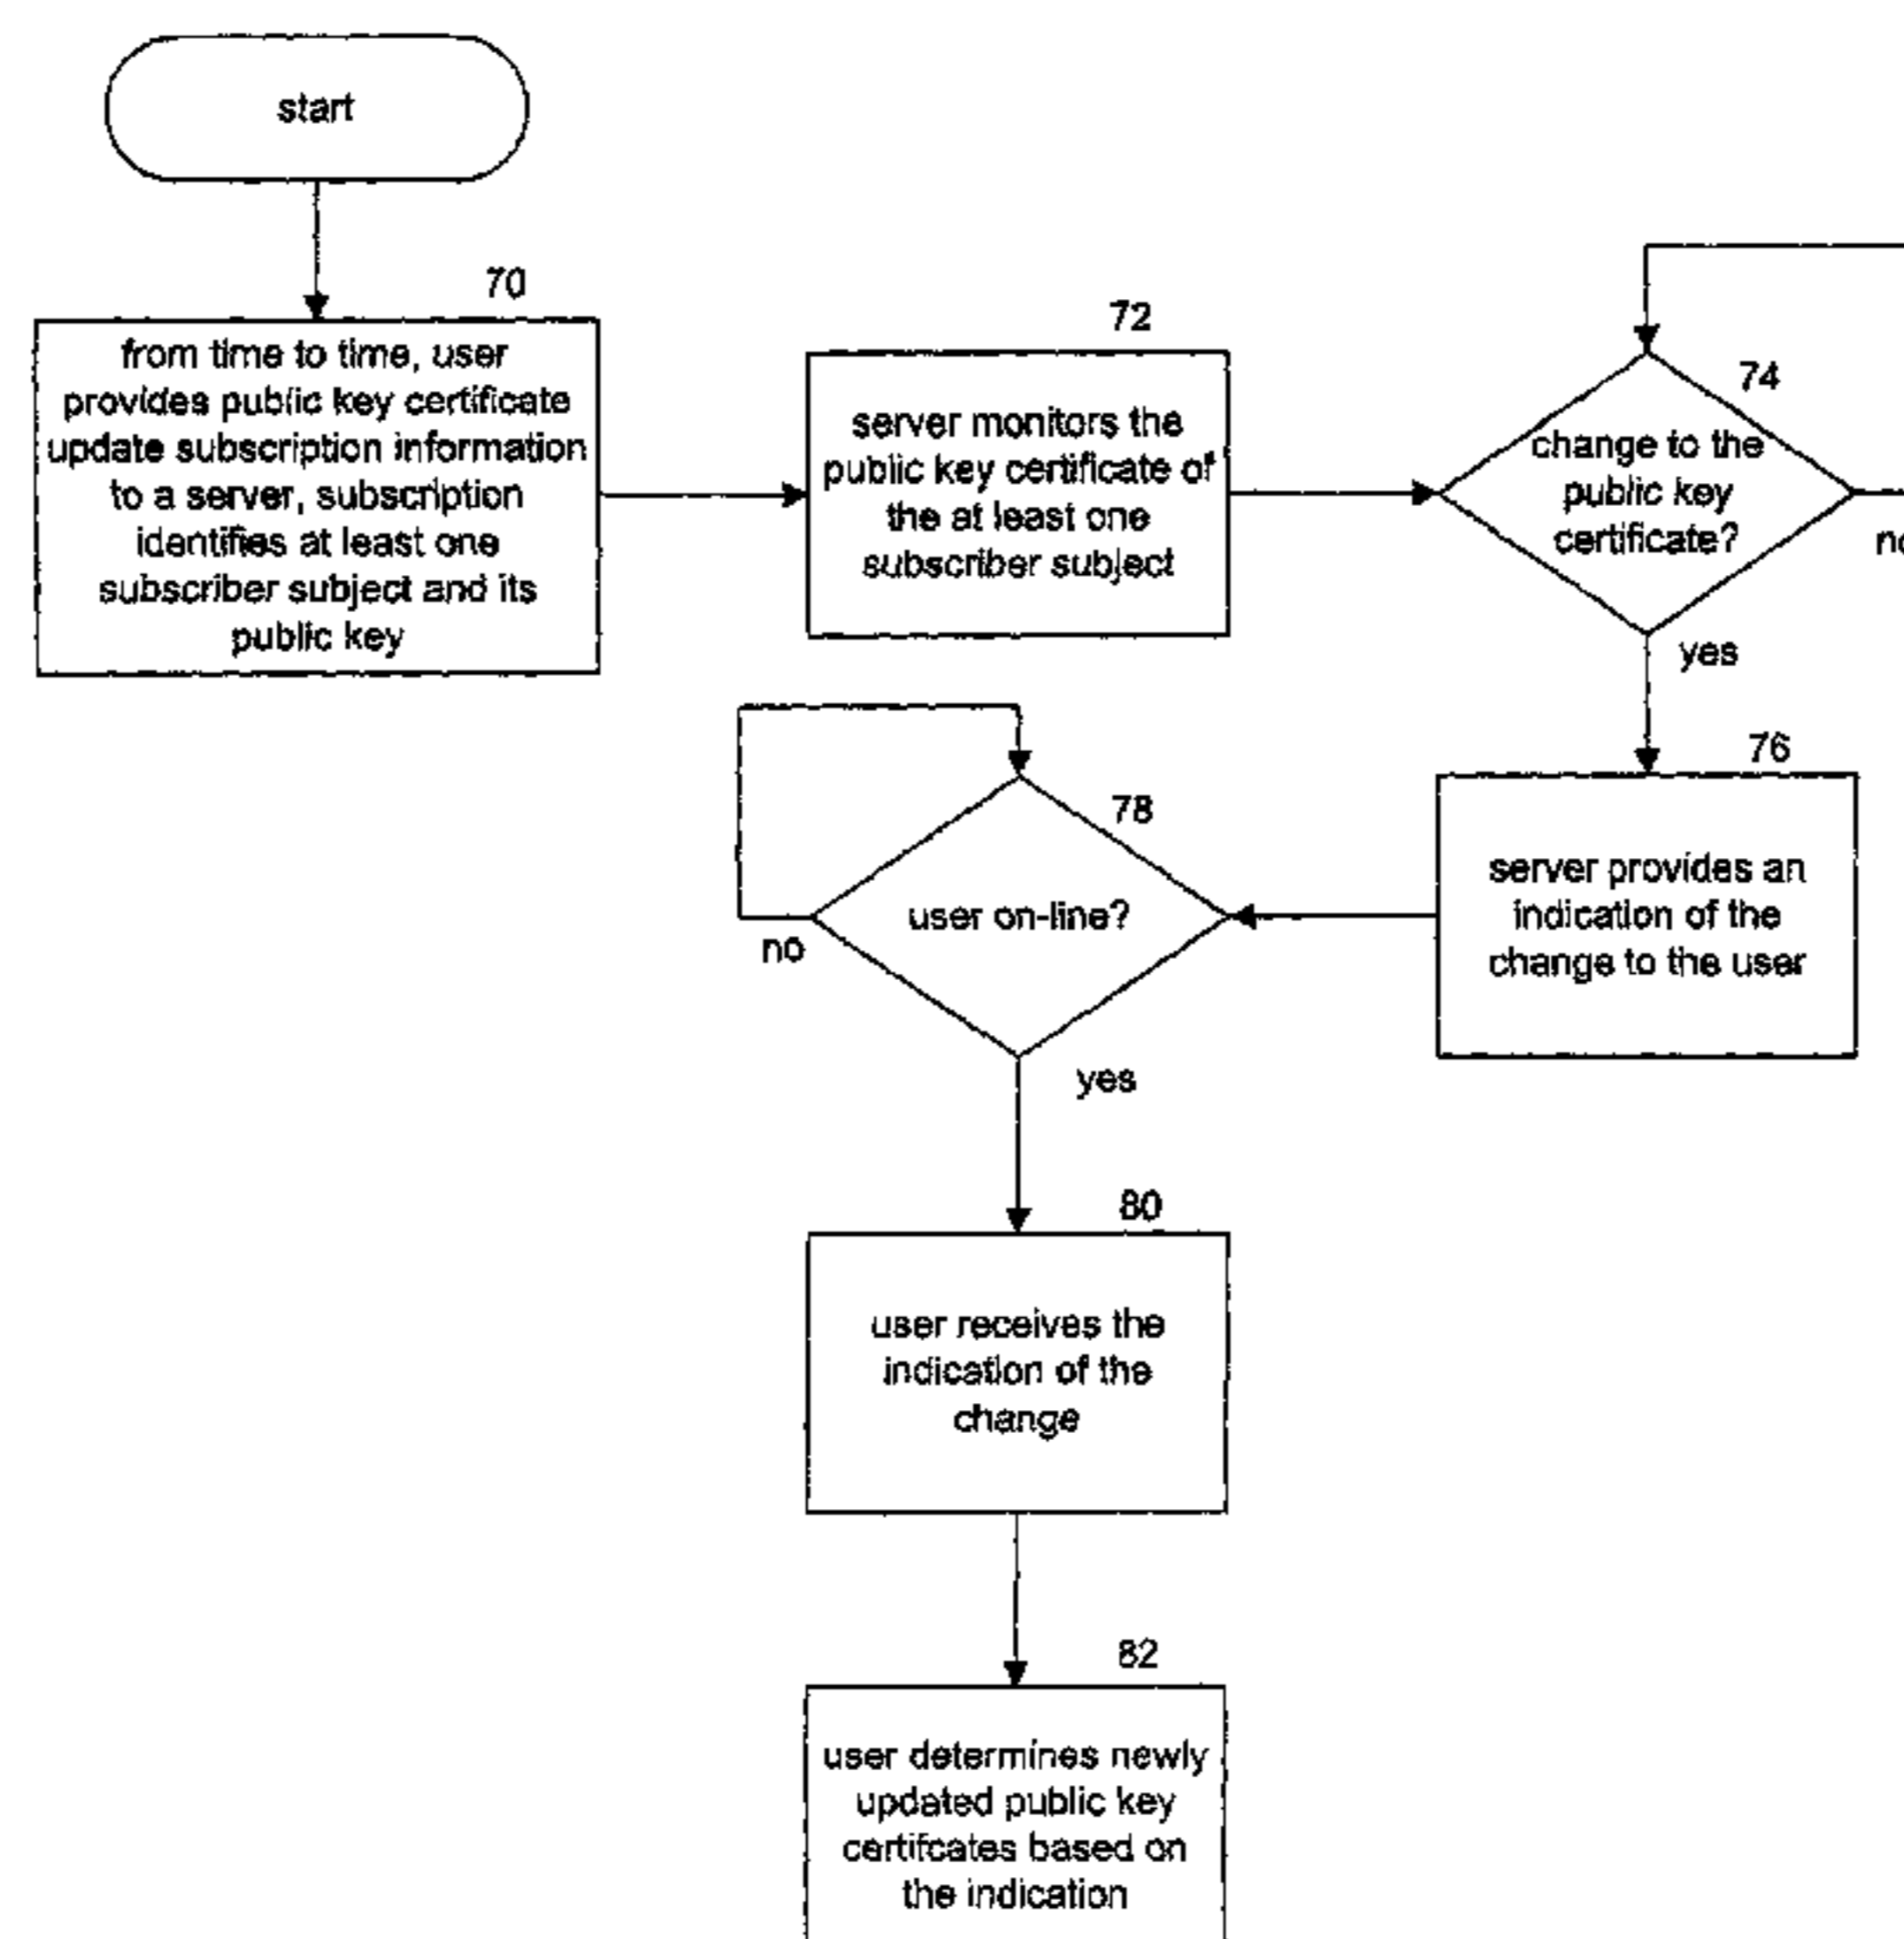 start
70
from time to time, user
provides public key certificate
update subscription information
to a server, subscription
identifies at least one
subscriber subject and its
public key
72
server monitors the
public key certificate of
the at least one
subscriber subject
74
change to the
public key
certificate?
no
yes
76
server provides an
indication of the
change to the user
78
user on-line?
no
yes
80
user receives the
indication of the
change
82
user determines newly
updated public key
certifcates based on
the indication